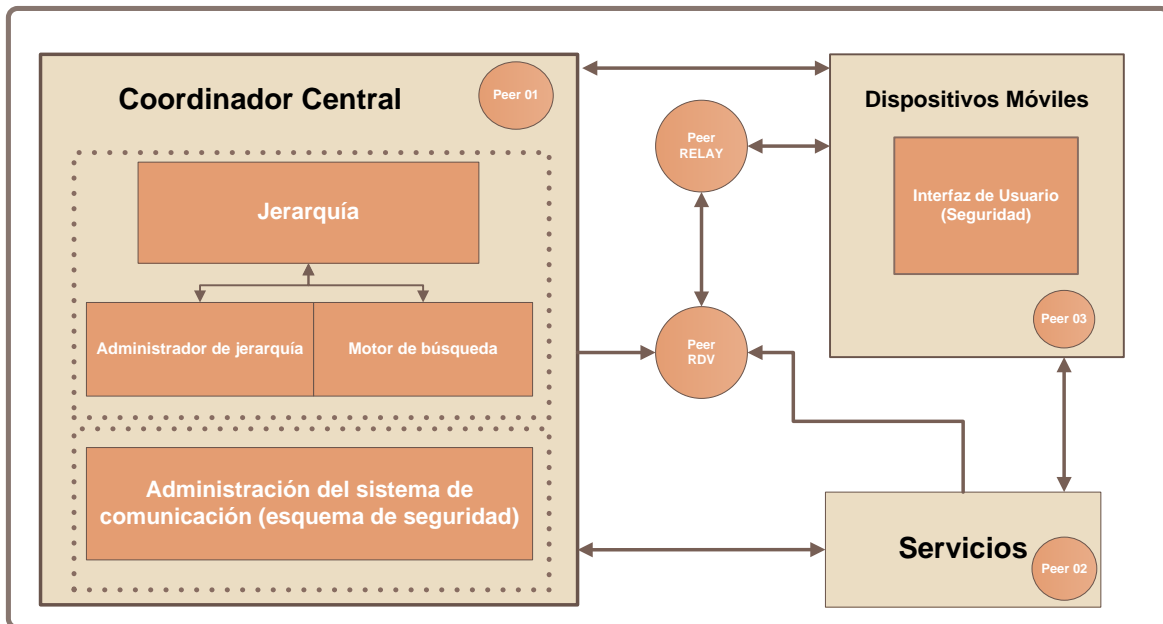 Coordinador Central
Peer 01
Jerarquía
Administrador de jerarquía
Motor de búsqueda
Administración del sistema de
comunicación (esquema de seguridad)
Peer
RELAY
Peer
RDV
Dispositivos Móviles
Interfaz de Usuario
(Seguridad)
Peer 03
Servicios
Peer 02